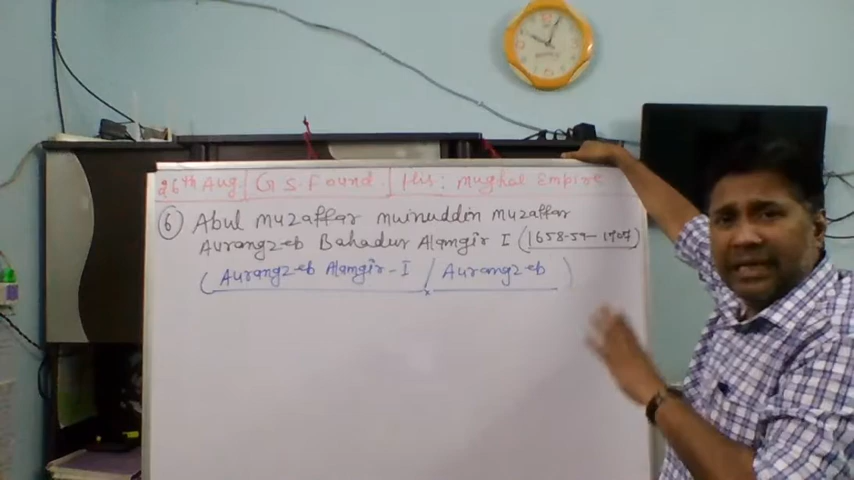 26th Aug | G S. Found. | His: Mughal Empire
(6) Abul muzaffar muinuddin muzaffar
Aurangzeb Bahadur Alamgir I (1658-59-1707)
(Aurangzeb Alamgir-I / Aurangzeb)